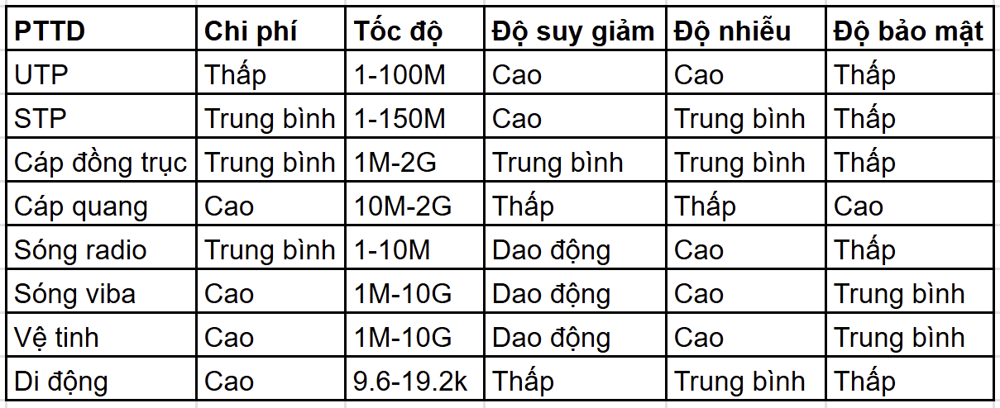 PTTD Chi phí Tốc độ Độ suy giảm Độ nhiễu Độ bảo mật
UTP Thấp 1-100M Cao Cao Thấp
STP Trung bình 1-150M Cao Trung bình Thấp
Cáp đồng trục Trung bình 1M-2G Trung bình Trung bình Thấp
Cáp quang Cao 10M-2G Thấp Thấp Cao
Sóng radio Trung bình 1-10M Dao động Cao Thấp
Sóng viba Cao 1M-10G Dao động Cao Trung bình
Vệ tinh Cao 1M-10G Dao động Cao Trung bình
Di động Cao 9.6-19.2k Thấp Trung bình Thấp